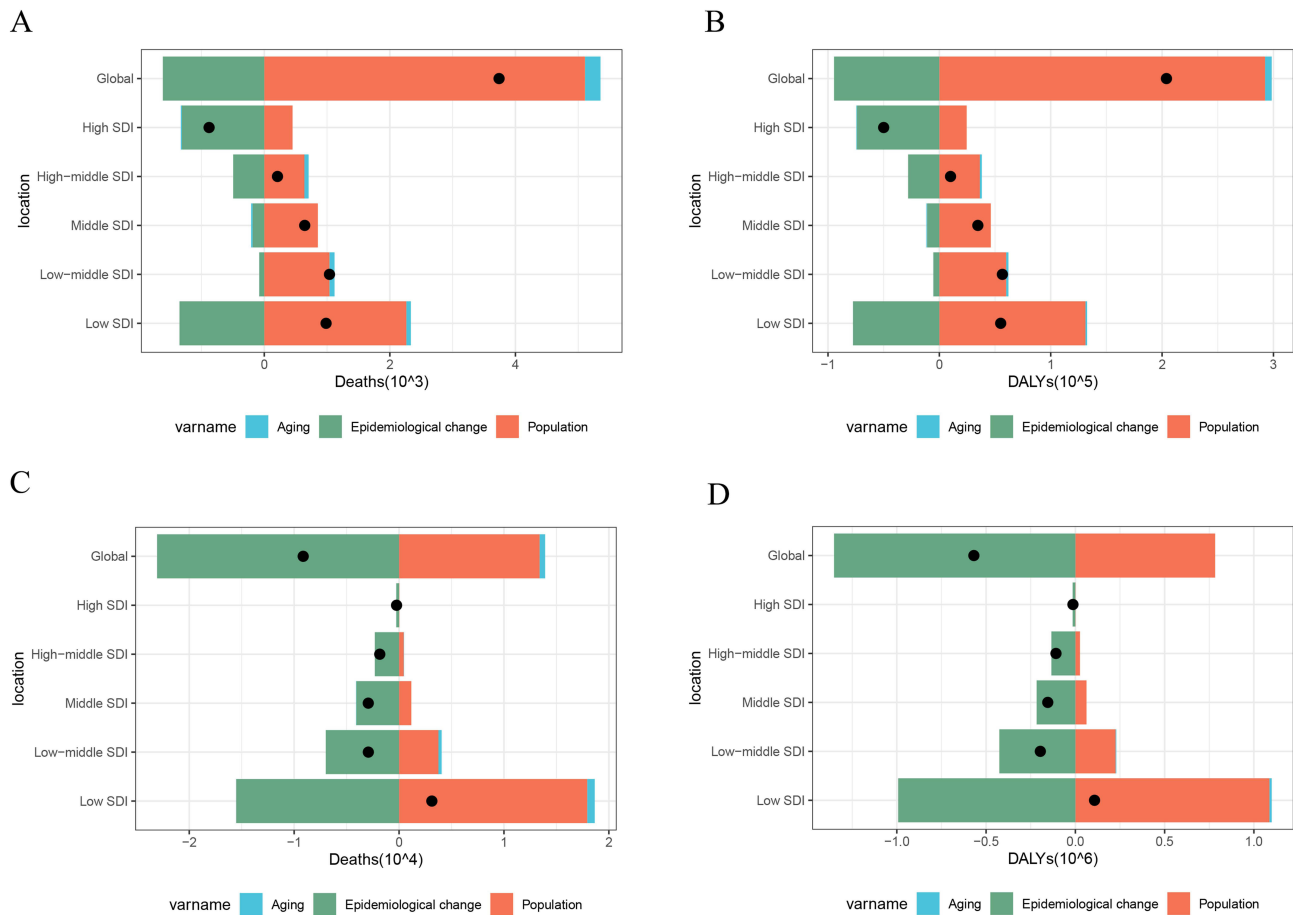 A
location
Global
High SDI
High−middle SDI
Middle SDI
Low−middle SDI
Low SDI
0 2 4
Deaths(10^3)
varname Aging Epidemiological change Population
B
location
Global
High SDI
High−middle SDI
Middle SDI
Low−middle SDI
Low SDI
−1 0 1 2 3
DALYs(10^5)
varname Aging Epidemiological change Population
C
location
Global
High SDI
High−middle SDI
Middle SDI
Low−middle SDI
Low SDI
−2 −1 0 1 2
Deaths(10^4)
varname Aging Epidemiological change Population
D
location
Global
High SDI
High−middle SDI
Middle SDI
Low−middle SDI
Low SDI
−1.0 −0.5 0.0 0.5 1.0
DALYs(10^6)
varname Aging Epidemiological change Population